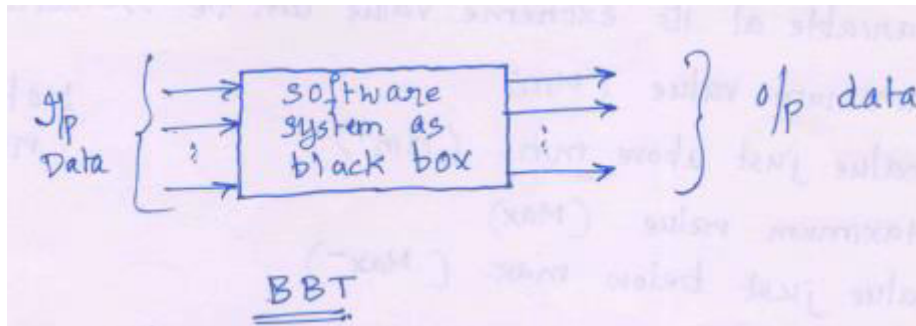 I/p
Data
software
system as
black box
o/p data
BBT